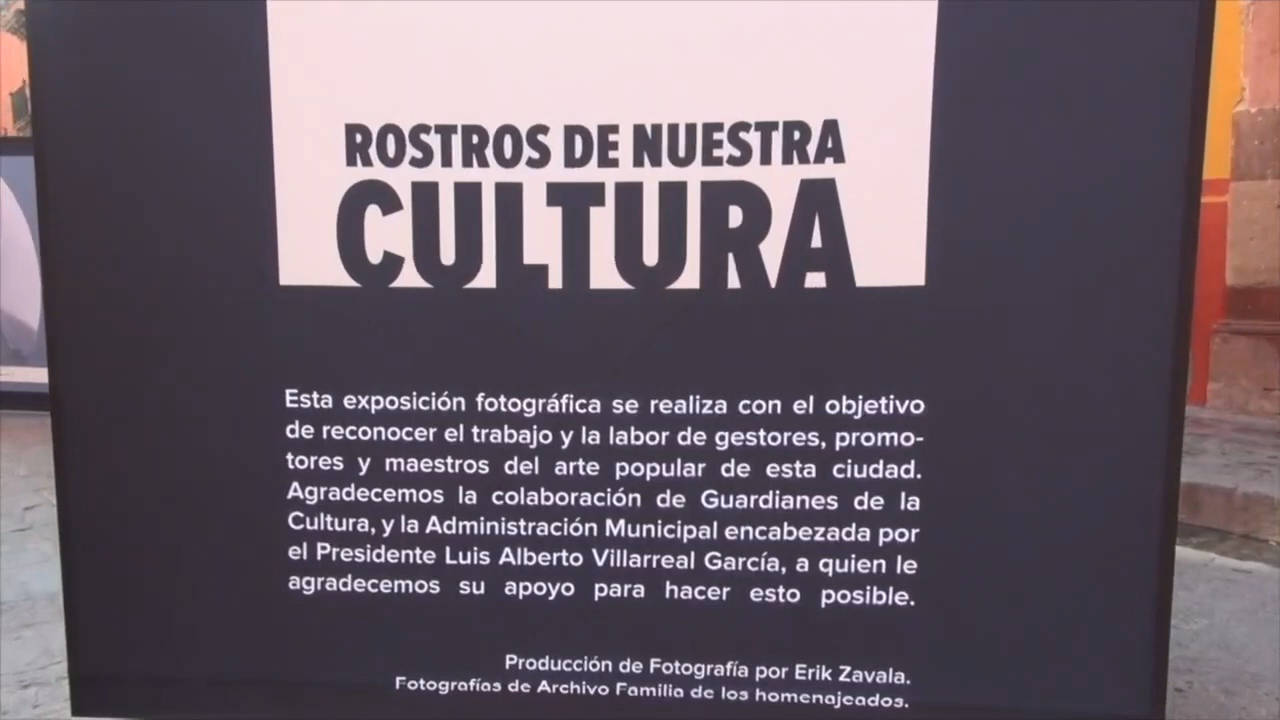 ROSTROS DE NUESTRA
CULTURA
Esta exposición fotográfica se realiza con el objetivo
de reconocer el trabajo y la labor de gestores, promo-
tores y maestros del arte popular de esta ciudad.
Agradecemos la colaboración de Guardianes de la
Cultura, y la Administración Municipal encabezada por
el Presidente Luis Alberto Villarreal García, a quien le
agradecemos su apoyo para hacer esto posible.
Producción de Fotografía por Erik Zavala.
Fotografías de Archivo Familia de los homenajeados.